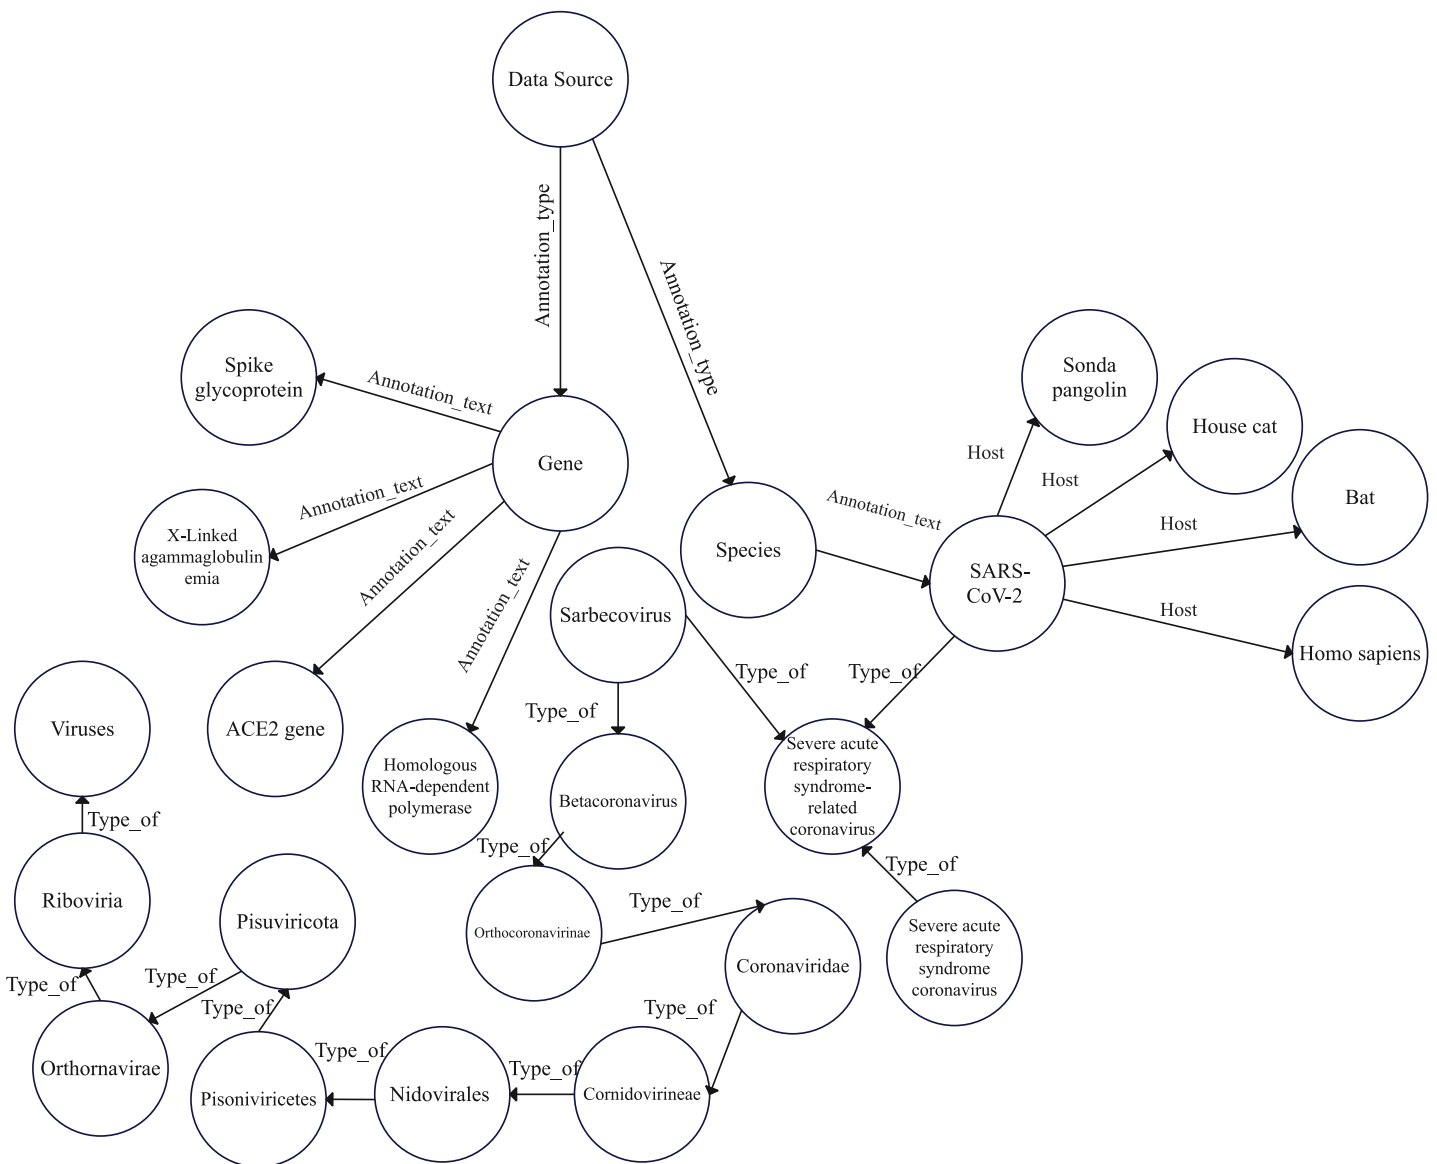 Data Source
Annotation_type
Annotation_type
Spike
glycoprotein
Annotation_text
Gene
Annotation_text
X-Linked
agammaglobulin
emia
Annotation_text
Annotation_text
ACE2 gene
Homologous
RNA-dependent
polymerase
Species
Annotation_text
SARS-
CoV-2
Host
Sonda
pangolin
Host
House cat
Host
Bat
Host
Homo sapiens
Sarbecovirus
Type_of
Type_of
Type_of
Severe acute
respiratory
syndrome-
related
coronavirus
Type_of
Severe acute
respiratory
syndrome
coronavirus
Betacoronavirus
Type_of
Orthocoronavirinae
Type_of
Coronaviridae
Type_of
Cornidovirineae
Type_of
Nidovirales
Type_of
Pisoniviricetes
Type_of
Pisuviricota
Type_of
Orthornavirae
Type_of
Riboviria
Type_of
Viruses